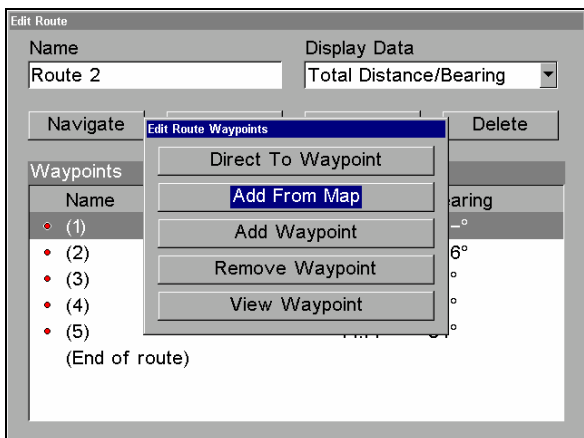 Edit Route
Name Display Data
Route 2 Total Distance/Bearing
Navigate Delete
Edit Route Waypoints
Direct To Waypoint
Waypoints
Add From Map
Name
(1)
Add Waypoint
(2) 6°
Remove Waypoint
(3)
(4)
View Waypoint
(5)
(End of route)